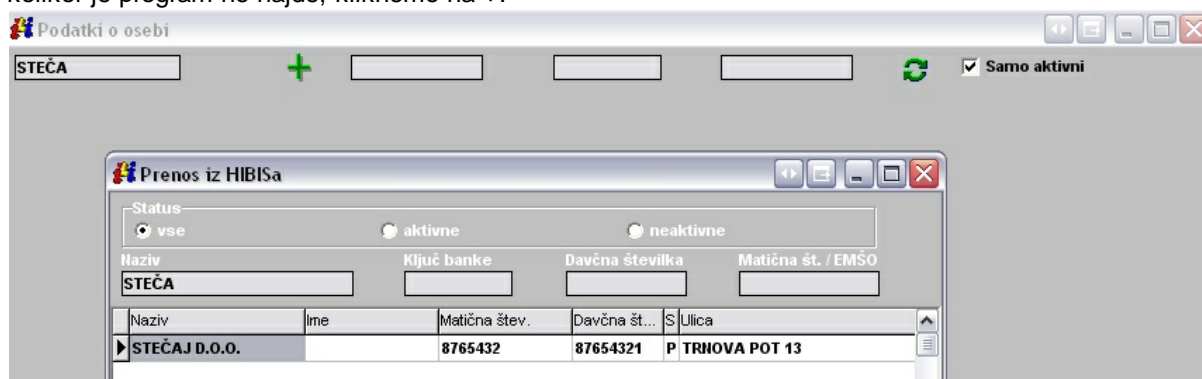 kolikor je program ne najde, kliknemo na +.
Podatki o osebi
STEČA
Samo aktivni
Prenos iz HIBISa
Status
vse aktivne neaktivne
Naziv Ključ banke Davčna številka Matična št. / EMŠO
STEČA
Naziv Ime Matična štev. Davčna št... S Ulica
STEČAJ D.O.O. 8765432 87654321 P TRNOVA POT 13